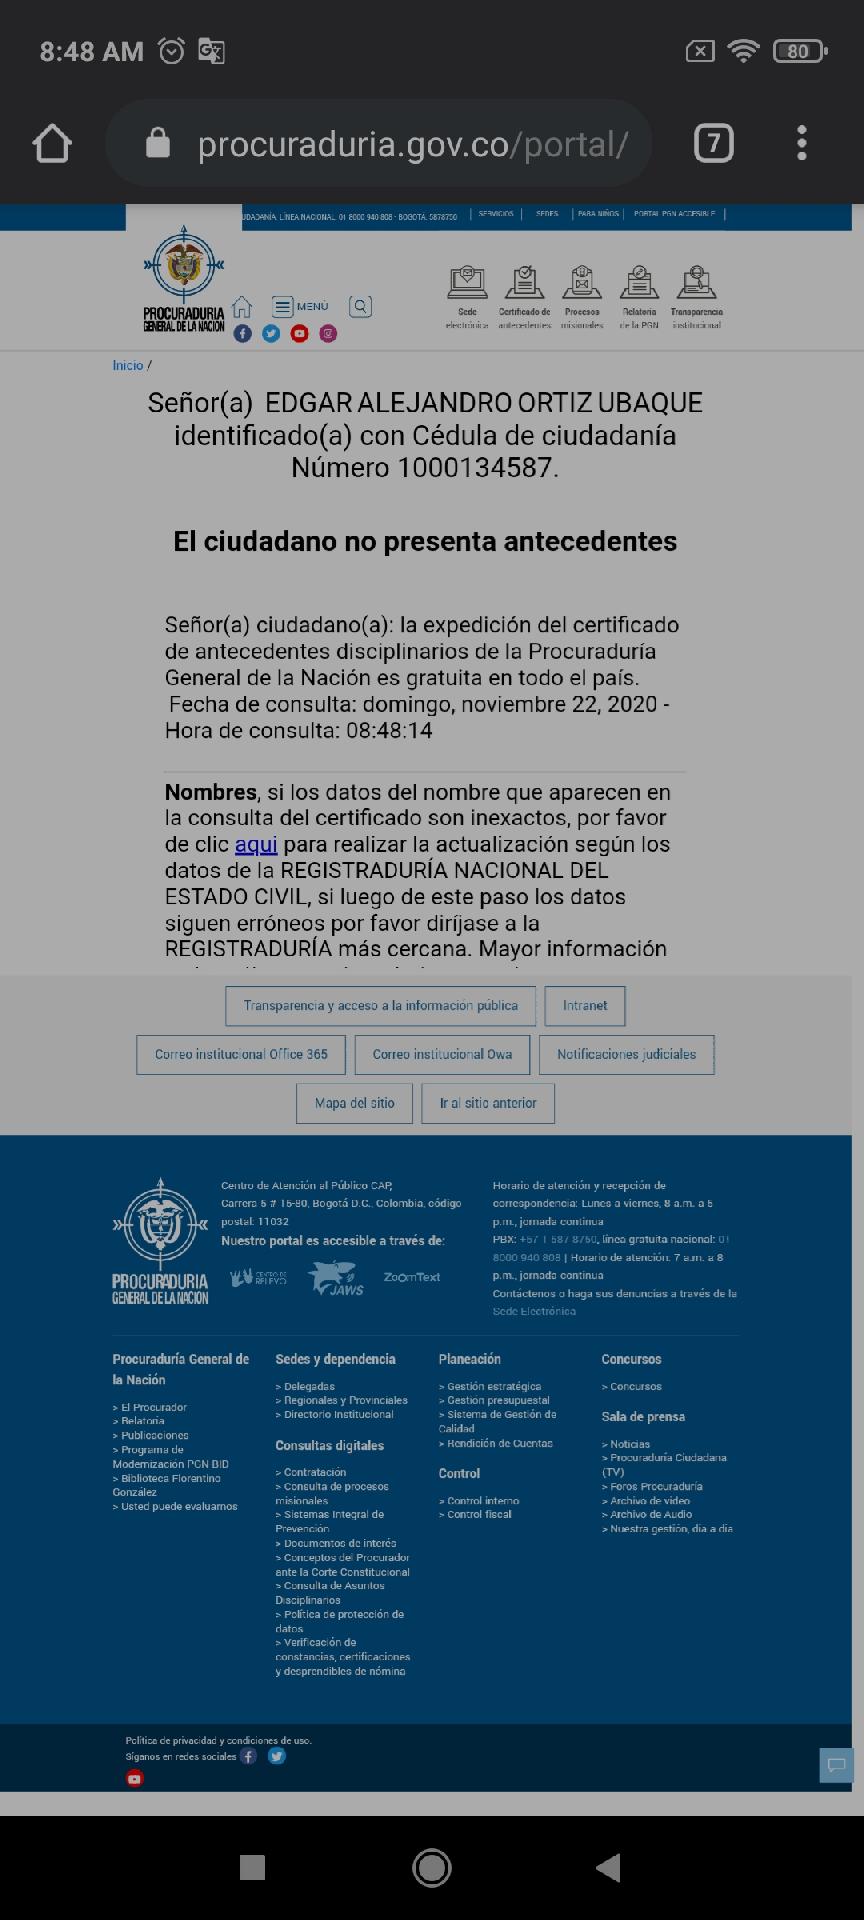 8:48 AM
80
procuraduria.gov.co/portal/
7
UDADANÍA: LÍNEA NACIONAL, 01 8000 940 808 - BOGOTÁ, 5878750
SERVICIOS
SEDES
PARA NIÑOS
PORTAL PGN ACCESIBLE
PROCURADURIA
GENERAL DE LA NACION
MENÚ
Sede
electrónica
Certificado de
antecedentes
Procesos
misionales
Relatoría
de la PGN
Transparencia
institucional
Inicio /
Señor(a) EDGAR ALEJANDRO ORTIZ UBAQUE
identificado(a) con Cédula de ciudadanía
Número 1000134587.
El ciudadano no presenta antecedentes
Señor(a) ciudadano(a): la expedición del certificado
de antecedentes disciplinarios de la Procuraduría
General de la Nación es gratuita en todo el país.
Fecha de consulta: domingo, noviembre 22, 2020 -
Hora de consulta: 08:48:14
Nombres, si los datos del nombre que aparecen en
la consulta del certificado son inexactos, por favor
de clic aqui para realizar la actualización según los
datos de la REGISTRADURÍA NACIONAL DEL
ESTADO CIVIL, si luego de este paso los datos
siguen erróneos por favor diríjase a la
REGISTRADURÍA más cercana. Mayor información
Transparencia y acceso a la información pública
Intranet
Correo institucional Office 365
Correo institucional Owa
Notificaciones judiciales
Mapa del sitio
Ir al sitio anterior
PROCURADURIA
GENERAL DE LA NACION
Centro de Atención al Público CAP,
Carrera 5 # 15-80, Bogotá D.C., Colombia, código
postal: 11032
Nuestro portal es accesible a través de:
CENTRO DE
RELEVO
JAWS
ZoomText
Horario de atención y recepción de
correspondencia: Lunes a viernes, 8 a.m. a 5
p.m., jornada continua
PBX: +57 1 587 8750, línea gratuita nacional: 01
8000 940 808 | Horario de atención: 7 a.m. a 8
p.m., jornada continua
Contáctenos o haga sus denuncias a través de la
Sede Electrónica
Procuraduría General de
la Nación
> El Procurador
> Relatoría
> Publicaciones
> Programa de
Modernización PGN BID
> Biblioteca Florentino
González
> Usted puede evaluarnos
Sedes y dependencia
> Delegadas
> Regionales y Provinciales
> Directorio Institucional
Consultas digitales
> Contratación
> Consulta de procesos
misionales
> Sistemas Integral de
Prevención
> Documentos de interés
> Conceptos del Procurador
ante la Corte Constitucional
> Consulta de Asuntos
Disciplinarios
> Política de protección de
datos
> Verificación de
constancias, certificaciones
y desprendibles de nómina
Planeación
> Gestión estratégica
> Gestión presupuestal
> Sistema de Gestión de
Calidad
> Rendición de Cuentas
Control
> Control interno
> Control fiscal
Concursos
> Concursos
Sala de prensa
> Noticias
> Procuraduría Ciudadana
(TV)
> Foros Procuraduría
> Archivo de video
> Archivo de Audio
> Nuestra gestión, día a día
Política de privacidad y condiciones de uso.
Síganos en redes sociales